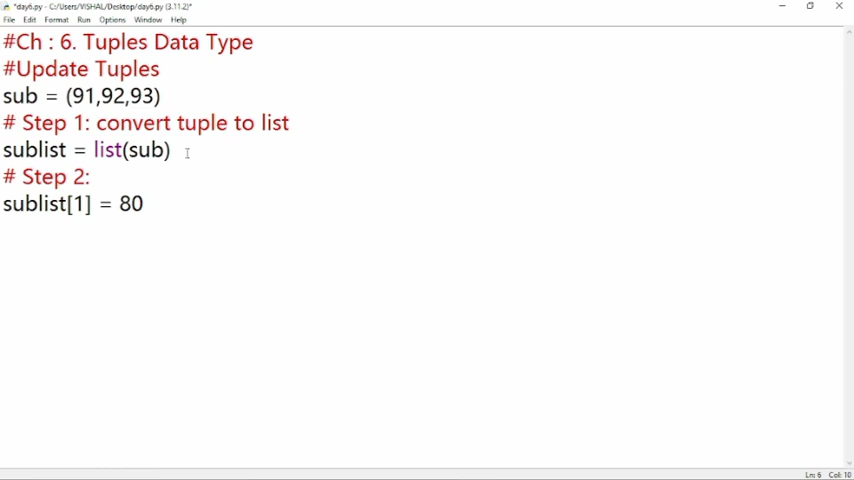 *day6.py - C:/Users/VISHAL/Desktop/day6.py (3.11.2)*
File Edit Format Run Options Window Help
#Ch : 6. Tuples Data Type
#Update Tuples
sub = (91,92,93)
# Step 1: convert tuple to list
sublist = list(sub)
# Step 2:
sublist[1] = 80
Ln: 6 Col: 10